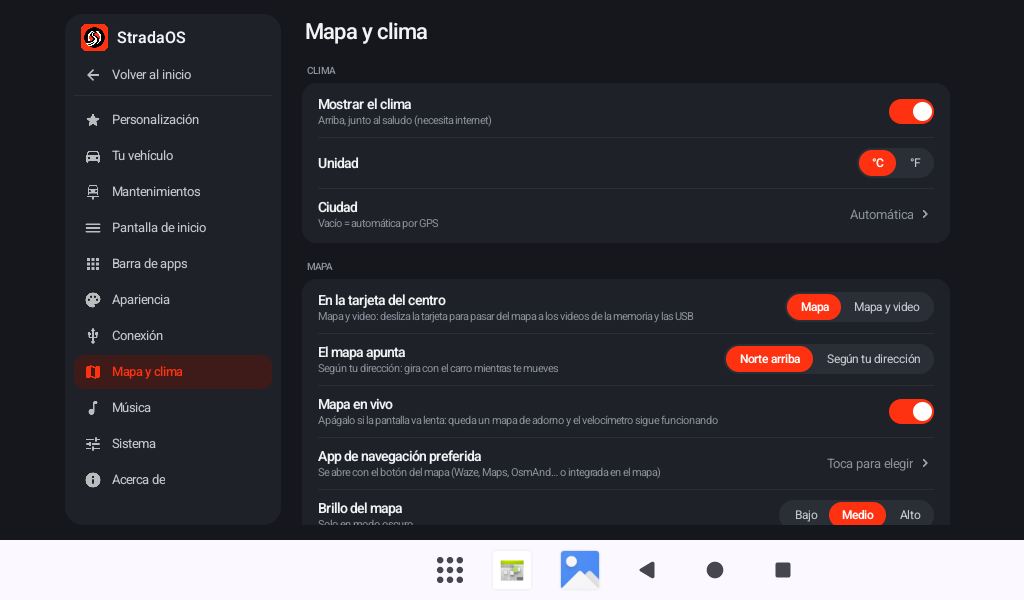 StradaOS
Volver al inicio
Personalización
Tu vehículo
Mantenimientos
Pantalla de inicio
Barra de apps
Apariencia
Conexión
Mapa y clima
Música
Sistema
Acerca de
Mapa y clima
CLIMA
Mostrar el clima
Arriba, junto al saludo (necesita internet)
Unidad
°C °F
Ciudad
Vacío = automática por GPS
Automática
MAPA
En la tarjeta del centro
Mapa y video: desliza la tarjeta para pasar del mapa a los videos de la memoria y las USB
Mapa Mapa y video
El mapa apunta
Según tu dirección: gira con el carro mientras te mueves
Norte arriba Según tu dirección
Mapa en vivo
Apágalo si la pantalla va lenta: queda un mapa de adorno y el velocímetro sigue funcionando
App de navegación preferida
Se abre con el botón del mapa (Waze, Maps, OsmAnd... o integrada en el mapa)
Toca para elegir
Brillo del mapa
Solo en modo oscuro
Bajo Medio Alto